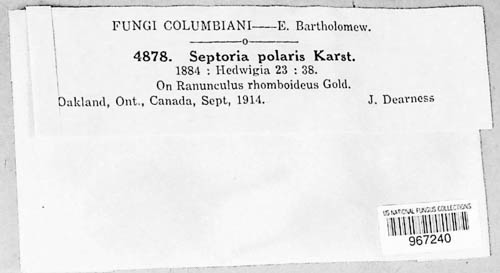 FUNGI COLUMBIANI—E. Bartholomew.
4878. Septoria polaris Karst.
1884 : Hedwigia 23 : 38.
On Ranunculus rhomboideus Gold.
Oakland, Ont., Canada, Sept, 1914. J. Dearness
US NATIONAL FUNGUS COLLECTIONS
967240